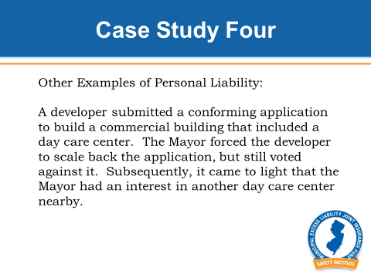 Case Study Four
Other Examples of Personal Liability:
A developer submitted a conforming application
to build a commercial building that included a
day care center.  The Mayor forced the developer
to scale back the application, but still voted
against it.  Subsequently, it came to light that the
Mayor had an interest in another day care center
nearby.
MUNICIPAL EXCESS LIABILITY JOINT INSURANCE FUND
SAFETY INSTITUTE